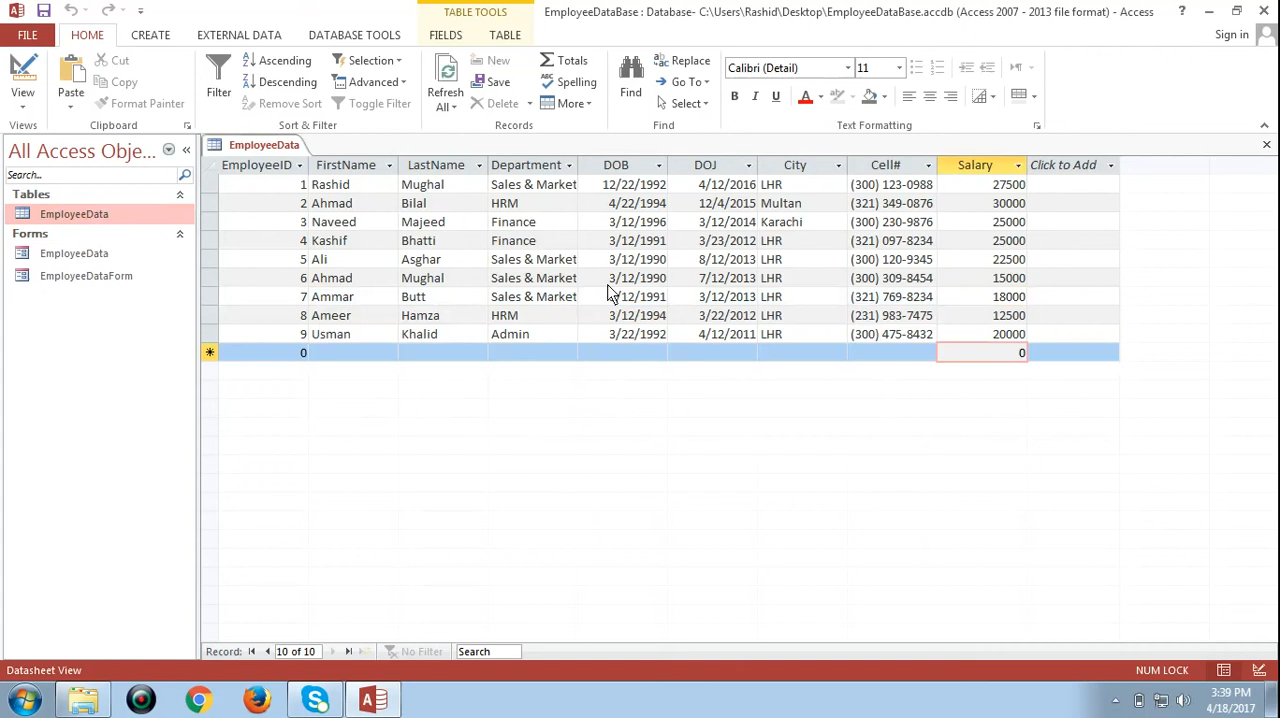 TABLE TOOLS
EmployeeDataBase : Database- C:\Users\Rashid\Desktop\EmployeeDataBase.accdb (Access 2007 - 2013 file format) - Access
FILE HOME CREATE EXTERNAL DATA DATABASE TOOLS FIELDS TABLE Sign in
View
Views
Paste
Cut
Copy
Format Painter
Clipboard
Filter
Ascending
Descending
Remove Sort
Selection
Advanced
Toggle Filter
Sort & Filter
Refresh
All
New
Save
Delete
Totals
Spelling
More
Records
Find
Replace
Go To
Select
Find
Calibri (Detail) 11
B I U A ab
Text Formatting
All Access Obje...
Search...
Tables
EmployeeData
Forms
EmployeeData
EmployeeDataForm
EmployeeData
EmployeeID FirstName LastName Department DOB DOJ City Cell# Salary Click to Add
1 Rashid Mughal Sales & Market 12/22/1992 4/12/2016 LHR (300) 123-0988 27500
2 Ahmad Bilal HRM 4/22/1994 12/4/2015 Multan (321) 349-0876 30000
3 Naveed Majeed Finance 3/12/1996 3/12/2014 Karachi (300) 230-9876 25000
4 Kashif Bhatti Finance 3/12/1991 3/23/2012 LHR (321) 097-8234 25000
5 Ali Asghar Sales & Market 3/12/1990 8/12/2013 LHR (300) 120-9345 22500
6 Ahmad Mughal Sales & Market 3/12/1990 7/12/2013 LHR (300) 309-8454 15000
7 Ammar Butt Sales & Market /12/1991 3/12/2013 LHR (321) 769-8234 18000
8 Ameer Hamza HRM 3/12/1994 3/22/2012 LHR (231) 983-7475 12500
9 Usman Khalid Admin 3/22/1992 4/12/2011 LHR (300) 475-8432 20000
0 0
Record: 10 of 10 No Filter Search
Datasheet View NUM LOCK
3:39 PM
4/18/2017